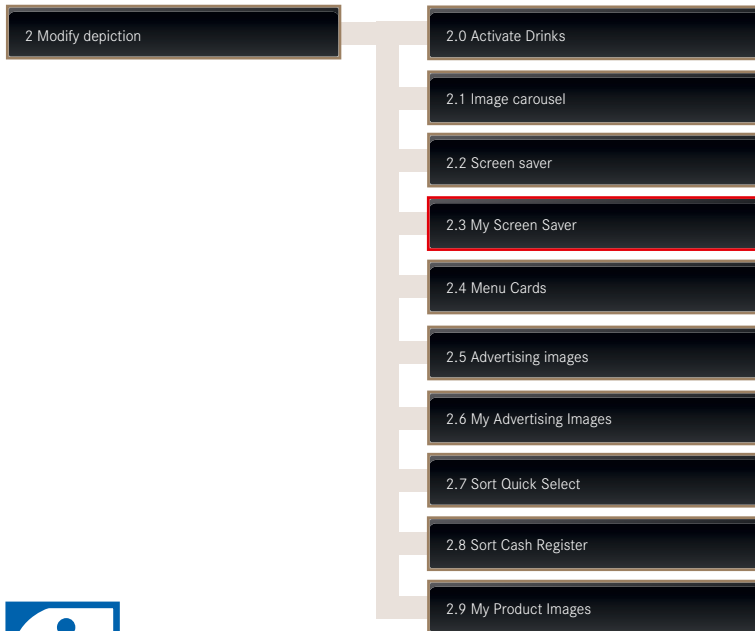 2 Modify depiction
2.0 Activate Drinks
2.1 Image carousel
2.2 Screen saver
2.3 My Screen Saver
2.4 Menu Cards
2.5 Advertising images
2.6 My Advertising Images
2.7 Sort Quick Select
2.8 Sort Cash Register
2.9 My Product Images